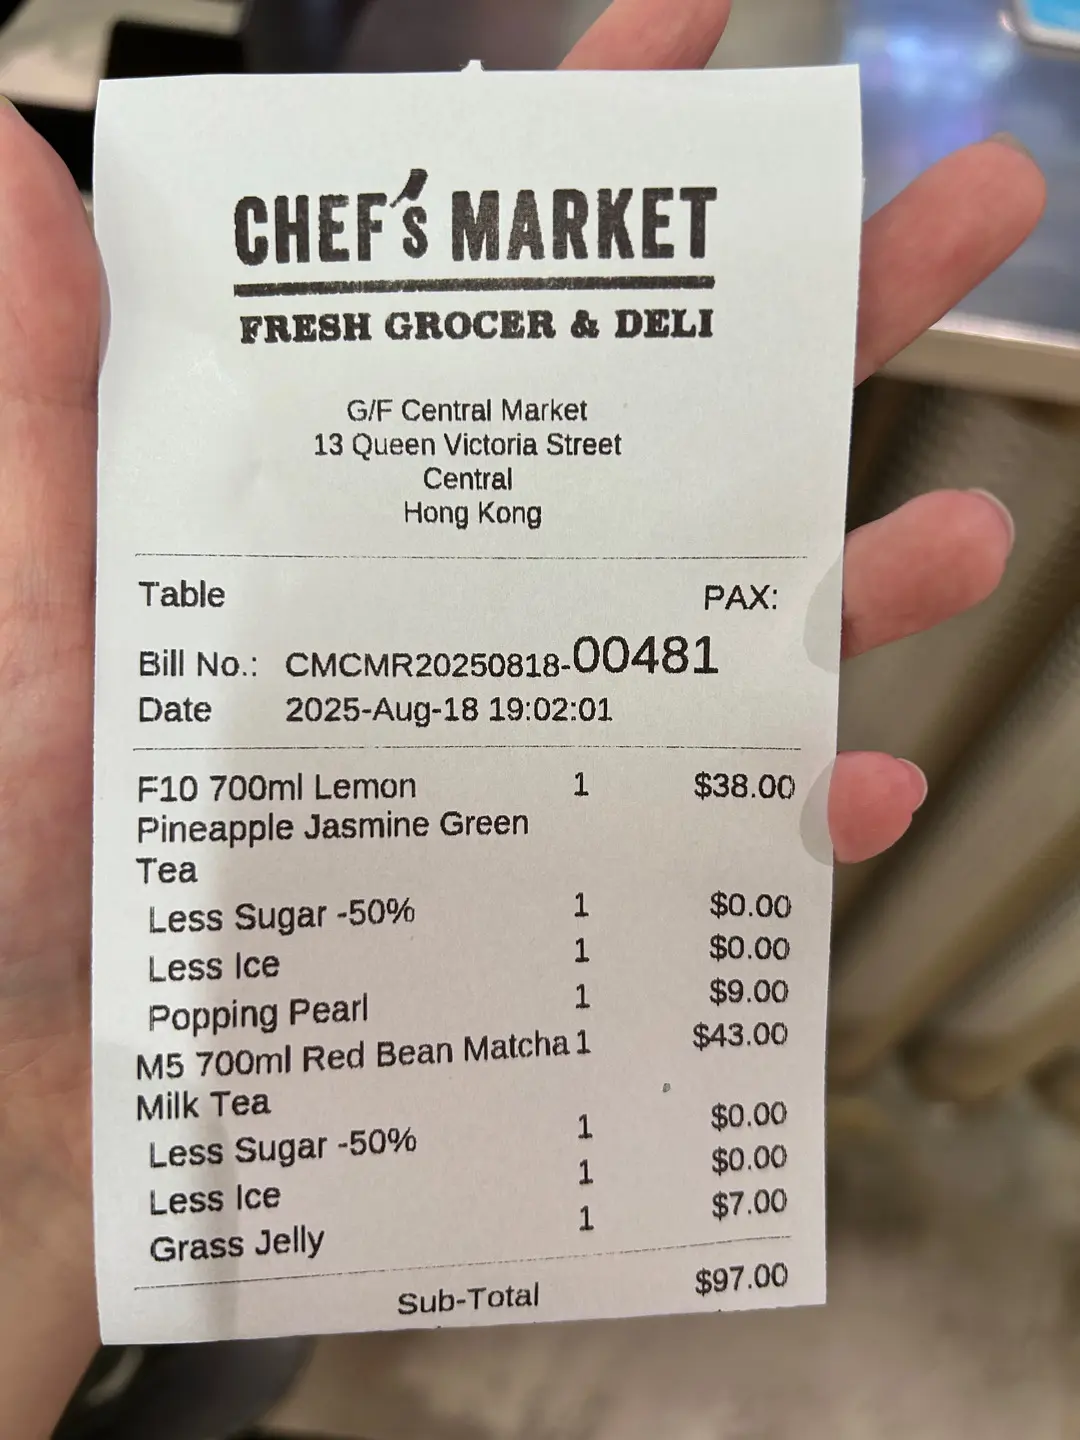 CHEF's MARKET
FRESH GROCER & DELI
G/F Central Market
13 Queen Victoria Street
Central
Hong Kong
Table PAX:
Bill No.: CMCMR20250818-00481
Date 2025-Aug-18 19:02:01
F10 700ml Lemon 1 $38.00
Pineapple Jasmine Green
Tea
Less Sugar -50% 1 $0.00
Less Ice 1 $0.00
Popping Pearl 1 $9.00
M5 700ml Red Bean Matcha 1 $43.00
Milk Tea
Less Sugar -50% 1 $0.00
Less Ice 1 $0.00
Grass Jelly 1 $7.00
Sub-Total $97.00